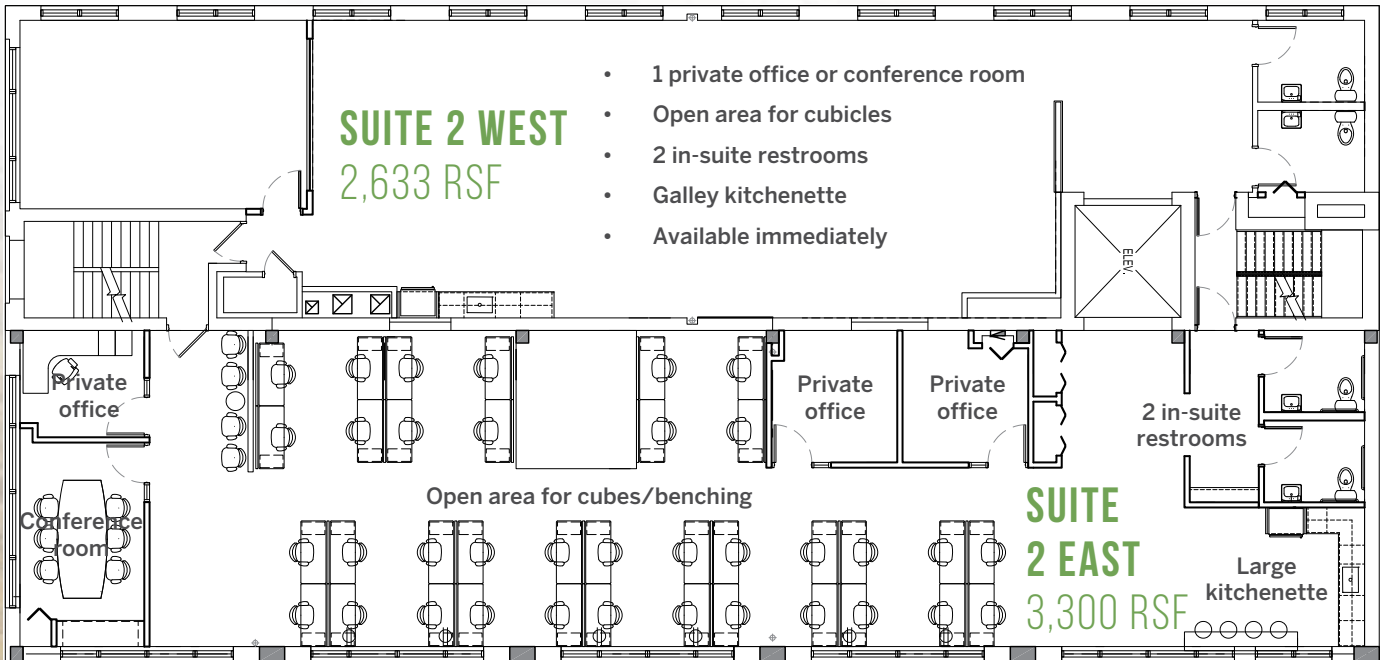 SUITE 2 WEST
2,633 RSF
• 1 private office or conference room
• Open area for cubicles
• 2 in-suite restrooms
• Galley kitchenette
• Available immediately
ELEV.
Private
office
Private
office
Private
office
2 in-suite
restrooms
Conference
room
Open area for cubes/benching
SUITE
2 EAST
3,300 RSF
Large
kitchenette